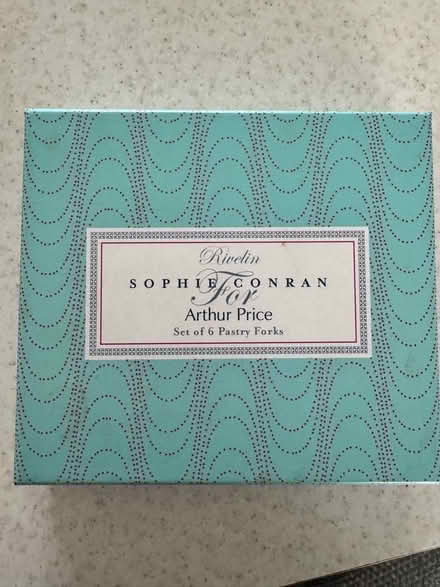 Rivelin
SOPHIE CONRAN
For
Arthur Price
Set of 6 Pastry Forks